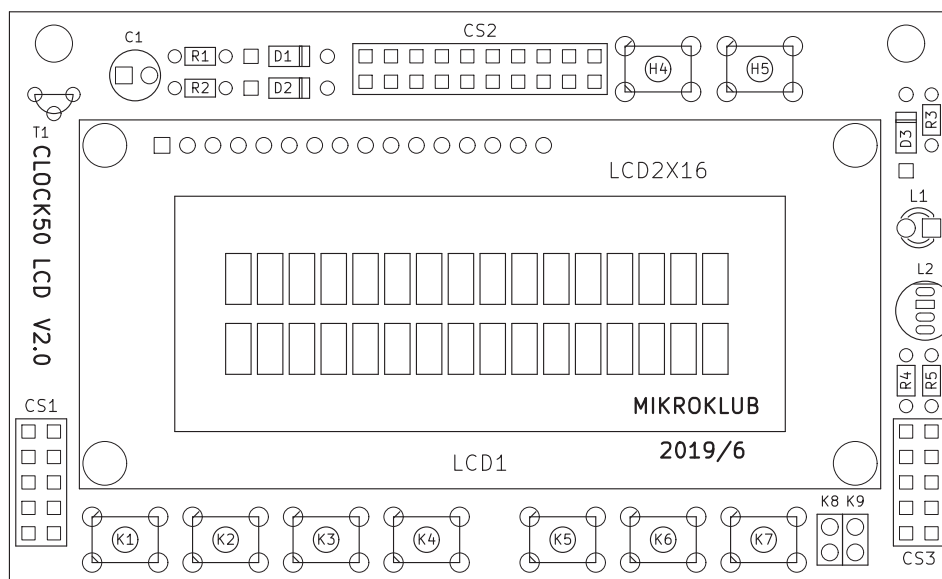 CS2
C1
R1 D1
R2 D2
H4 H5
T1
R3
D3
CLOCK50 LCD V2.0
LCD2X16
L1
L2
MIKROKLUB
2019/6
LCD1
R4 R5
CS1
K8 K9
K1 K2 K3 K4 K5 K6 K7
CS3